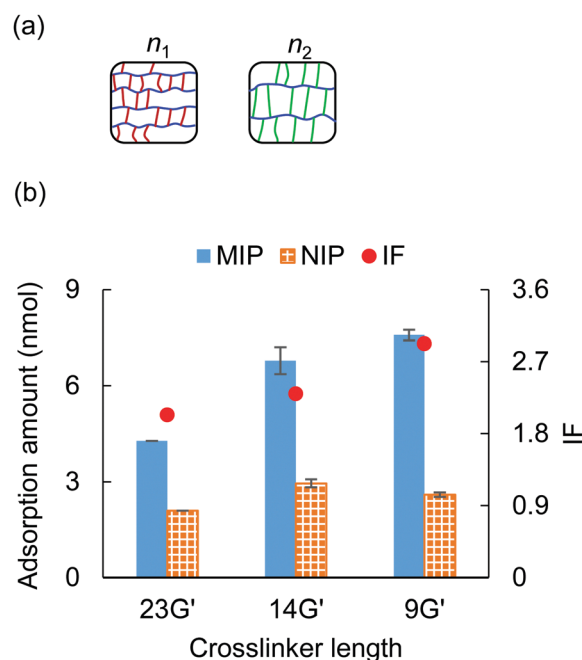 (a)
n1 n2
(b)
MIP NIP IF
9 3.6
6 2.7
3 1.8
0 0.9
0
Adsorption amount (nmol)
IF
23G' 14G' 9G'
Crosslinker length